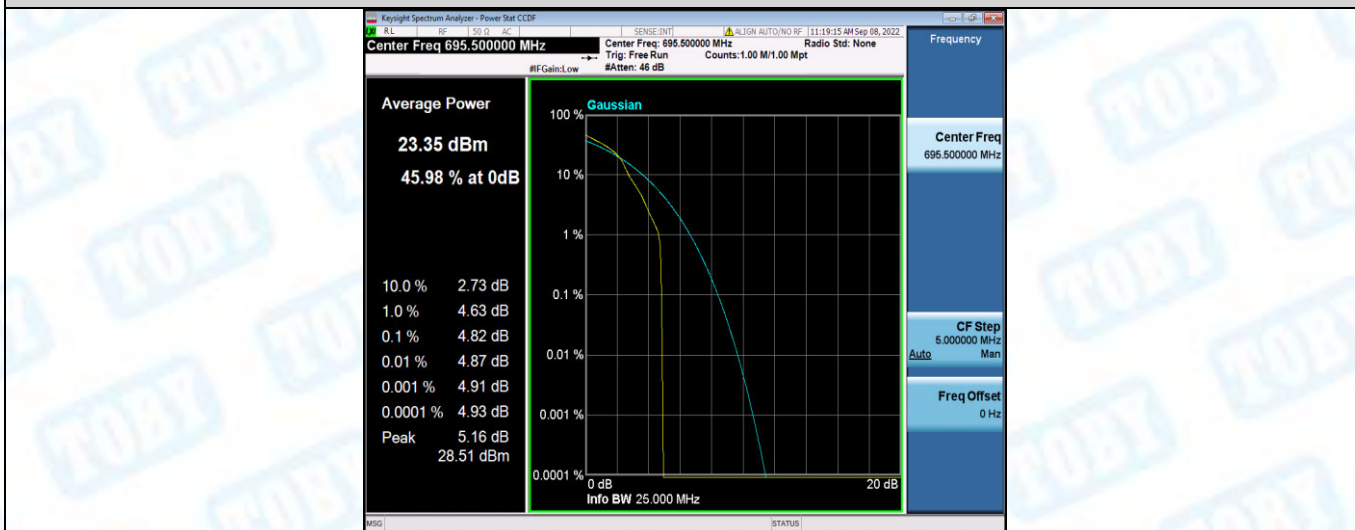 Keysight Spectrum Analyzer - Power Stat CCDF
RL RF 50 Ω AC SENSE:INT ALIGN AUTO/NO RF 11:19:15 AM Sep 08, 2022
Center Freq 695.500000 MHz
Center Freq: 695.500000 MHz Radio Std: None
Trig: Free Run Counts:1.00 M/1.00 Mpt
#IFGain:Low #Atten: 46 dB
Frequency
Average Power
23.35 dBm
45.98 % at 0dB
10.0 % 2.73 dB
1.0 % 4.63 dB
0.1 % 4.82 dB
0.01 % 4.87 dB
0.001 % 4.91 dB
0.0001 % 4.93 dB
Peak 5.16 dB
28.51 dBm
Gaussian
100 %
10 %
1 %
0.1 %
0.01 %
0.001 %
0.0001 %
0 dB 20 dB
Info BW 25.000 MHz
Center Freq
695.500000 MHz
CF Step
5.000000 MHz
Auto Man
Freq Offset
0 Hz
MSG STATUS
TOBY
TOBY
TOBY
TOBY
TOBY
TOBY